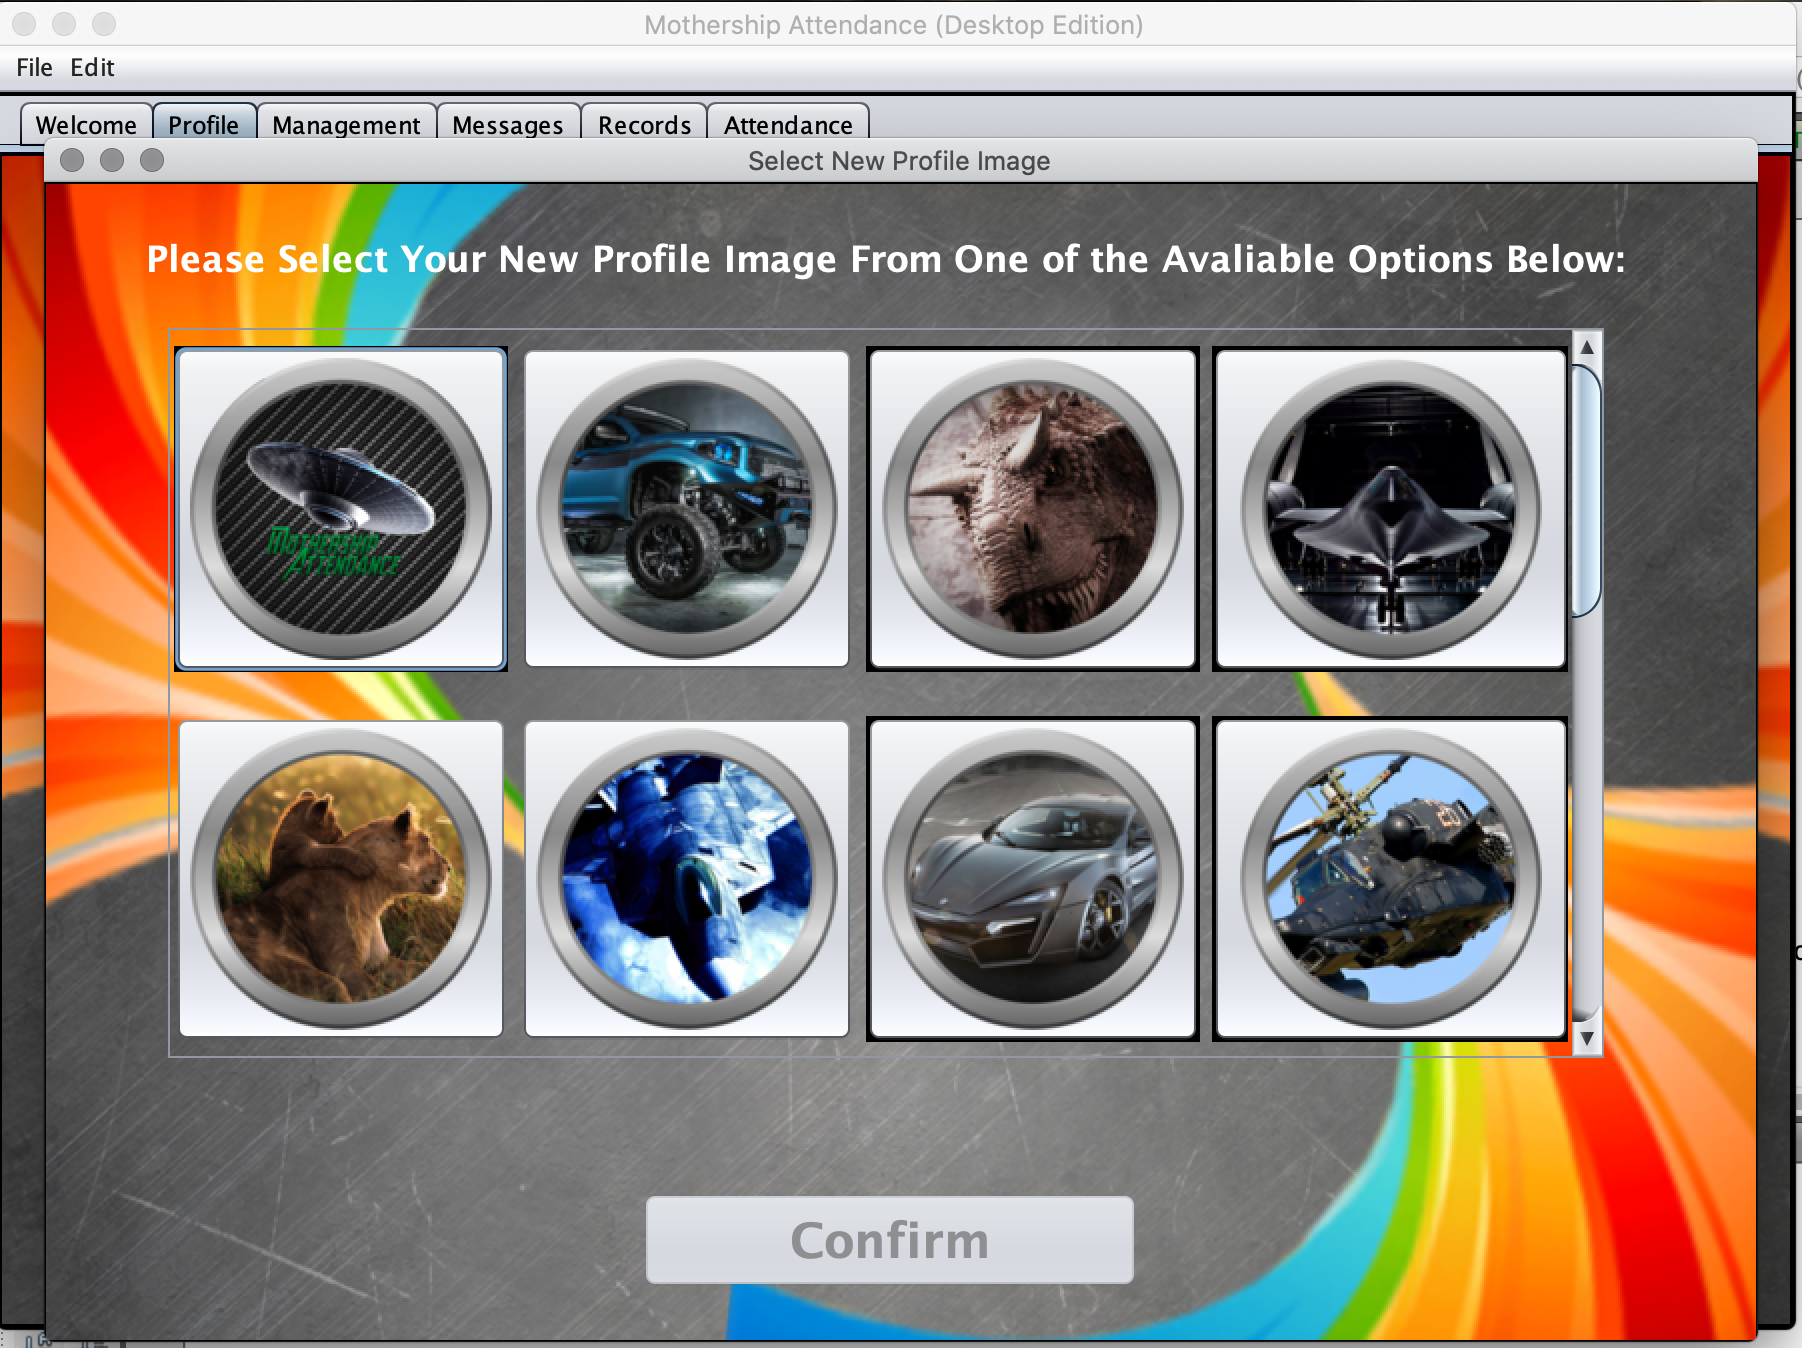 Mothership Attendance (Desktop Edition)
File Edit
Welcome Profile Management Messages Records Attendance
Select New Profile Image
Please Select Your New Profile Image From One of the Avaliable Options Below:
Mothership
Attendance
Confirm